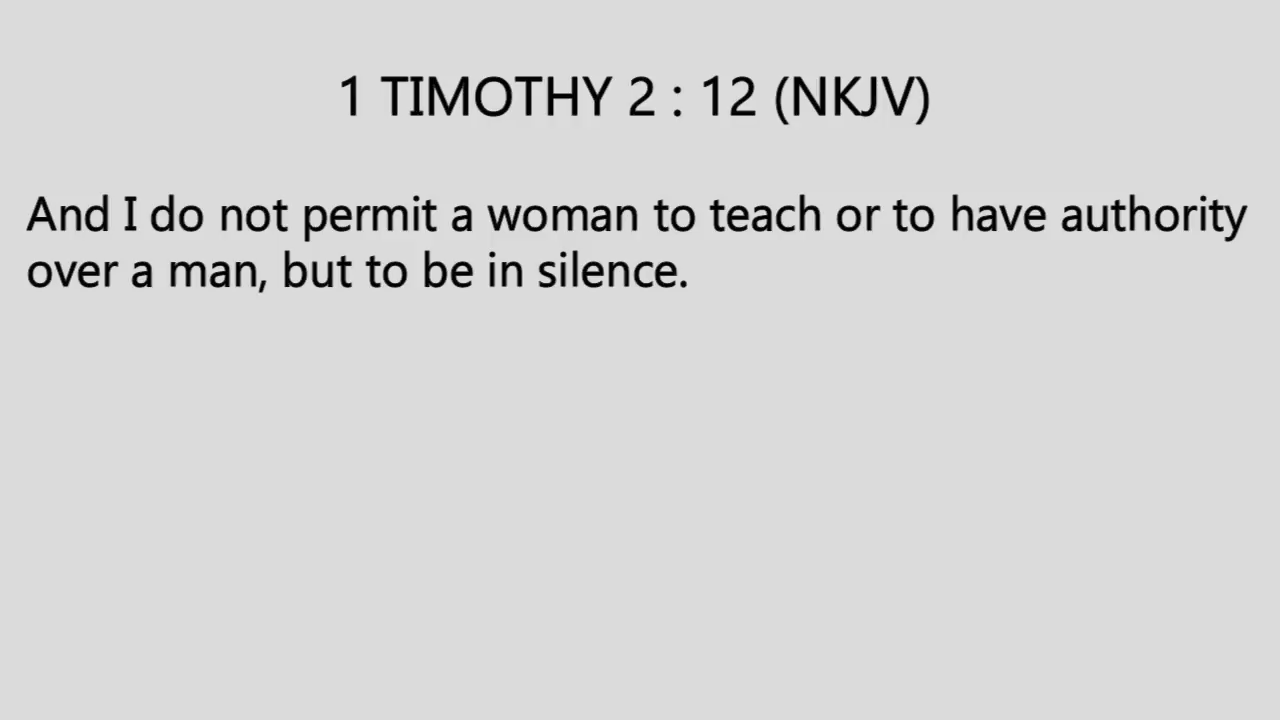 1 TIMOTHY 2 : 12 (NKJV)
And I do not permit a woman to teach or to have authority
over a man, but to be in silence.